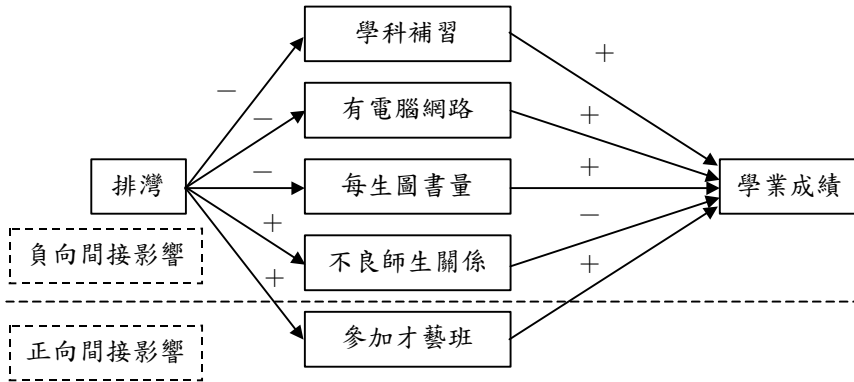 學科補習
＋
－
有電腦網路
＋
－
每生圖書量
＋
－
排灣
學業成績
＋
－
不良師生關係
負向間接影響
＋
＋
參加才藝班
正向間接影響